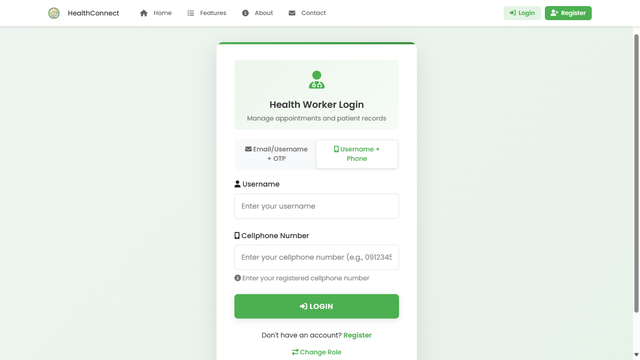 HealthConnect
Home
Features
About
Contact
Login
Register
Health Worker Login
Manage appointments and patient records
Email/Username
+ OTP
Username +
Phone
Username
Enter your username
Cellphone Number
Enter your cellphone number (e.g., 0912345
Enter your registered cellphone number
LOGIN
Don't have an account? Register
Change Role